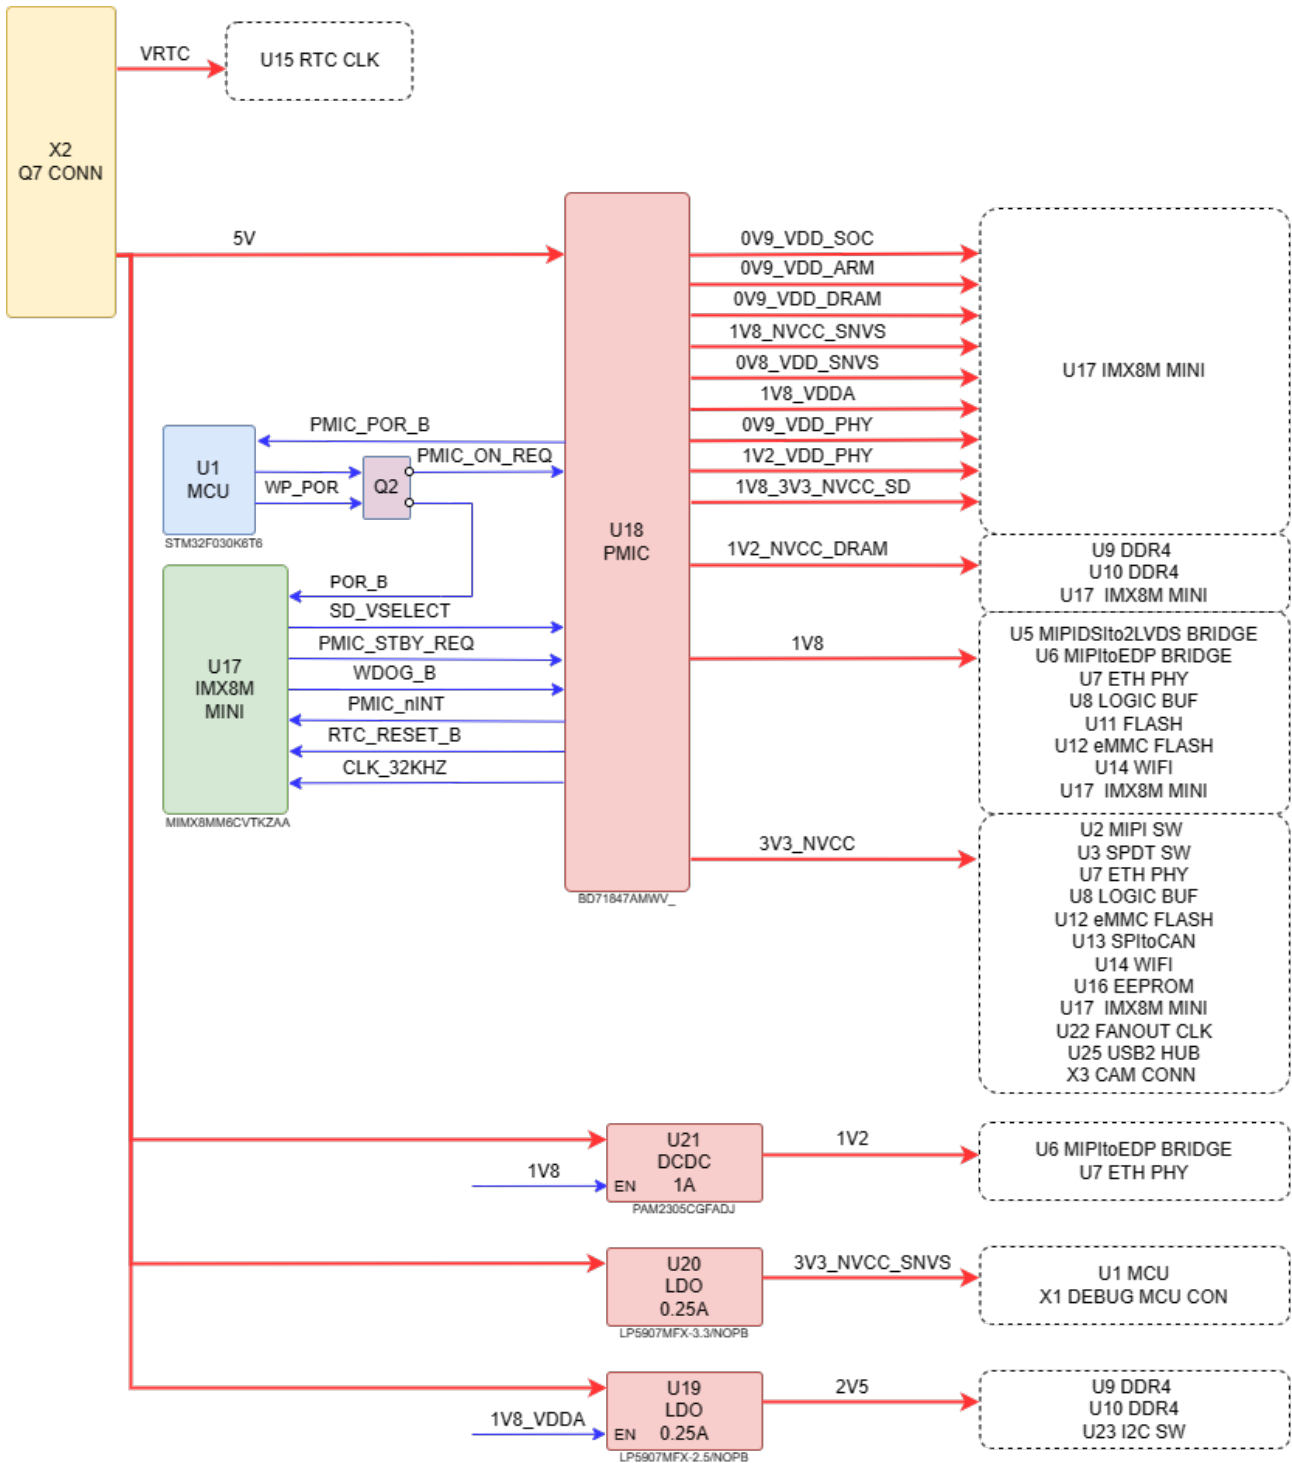 VRTC
U15 RTC CLK
X2
Q7 CONN
5V
0V9_VDD_SOC
0V9_VDD_ARM
0V9_VDD_DRAM
1V8_NVCC_SNVS
0V8_VDD_SNVS
1V8_VDDA
0V9_VDD_PHY
1V2_VDD_PHY
1V8_3V3_NVCC_SD
U17 IMX8M MINI
PMIC_POR_B
U1
MCU
STM32F030K6T6
WP_POR
Q2
PMIC_ON_REQ
U18
PMIC
BD71847AMWV_
1V2_NVCC_DRAM
U9 DDR4
U10 DDR4
U17 IMX8M MINI
POR_B
SD_VSELECT
PMIC_STBY_REQ
WDOG_B
PMIC_nINT
RTC_RESET_B
CLK_32KHZ
U17
IMX8M
MINI
MIMX8MM6CVTKZAA
1V8
U5 MIPIDSIto2LVDS BRIDGE
U6 MIPItoEDP BRIDGE
U7 ETH PHY
U8 LOGIC BUF
U11 FLASH
U12 eMMC FLASH
U14 WIFI
U17 IMX8M MINI
3V3_NVCC
U2 MIPI SW
U3 SPDT SW
U7 ETH PHY
U8 LOGIC BUF
U12 eMMC FLASH
U13 SPItoCAN
U14 WIFI
U16 EEPROM
U17 IMX8M MINI
U22 FANOUT CLK
U25 USB2 HUB
X3 CAM CONN
1V8
EN
U21
DCDC
1A
PAM2305CGFADJ
1V2
U6 MIPItoEDP BRIDGE
U7 ETH PHY
U20
LDO
0.25A
LP5907MFX-3.3/NOPB
3V3_NVCC_SNVS
U1 MCU
X1 DEBUG MCU CON
1V8_VDDA
EN
U19
LDO
0.25A
LP5907MFX-2.5/NOPB
2V5
U9 DDR4
U10 DDR4
U23 I2C SW